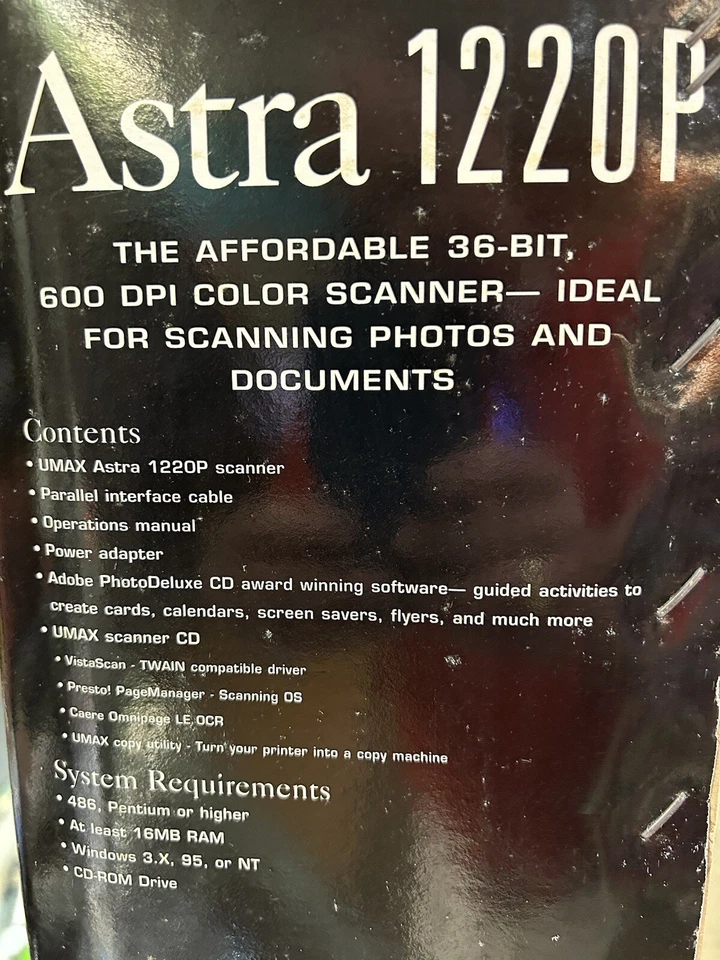 Astra 1220P
THE AFFORDABLE 36-BIT,
600 DPI COLOR SCANNER— IDEAL
FOR SCANNING PHOTOS AND
DOCUMENTS
Contents
• UMAX Astra 1220P scanner
• Parallel interface cable
• Operations manual
• Power adapter
• Adobe PhotoDeluxe CD award winning software— guided activities to
create cards, calendars, screen savers, flyers, and much more
• UMAX scanner CD
• VistaScan - TWAIN compatible driver
• Presto! PageManager - Scanning OS
• Caere Omnipage LE OCR
• UMAX copy utility - Turn your printer into a copy machine
System Requirements
• 486, Pentium or higher
• At least 16MB RAM
• Windows 3.X, 95, or NT
• CD-ROM Drive